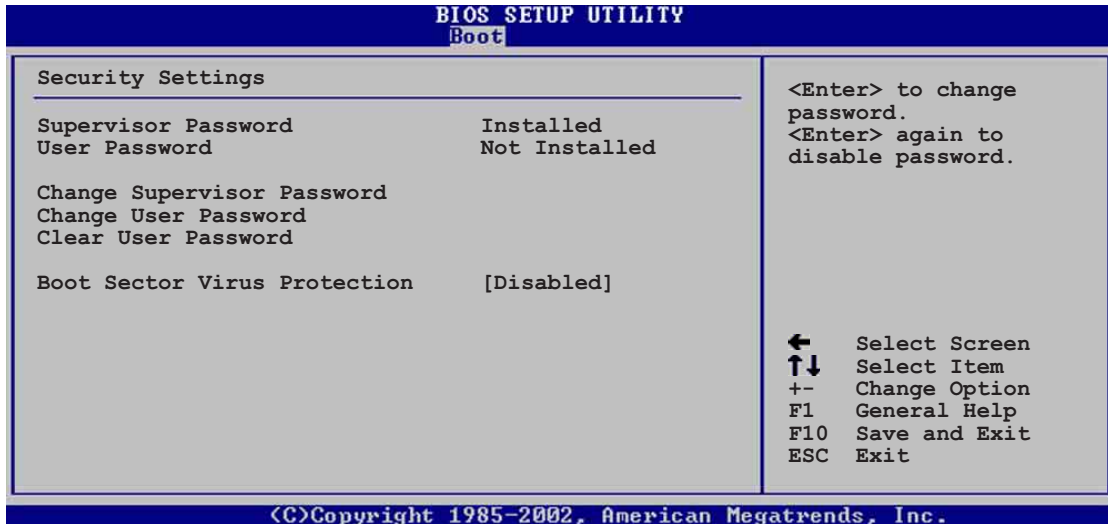 BIOS SETUP UTILITY
Boot
Security Settings
Supervisor Password Installed
User Password Not Installed
Change Supervisor Password
Change User Password
Clear User Password
Boot Sector Virus Protection [Disabled]
<Enter> to change
password.
<Enter> again to
disable password.
← Select Screen
↑↓ Select Item
+- Change Option
F1 General Help
F10 Save and Exit
ESC Exit
(C)Copyright 1985-2002, American Megatrends, Inc.